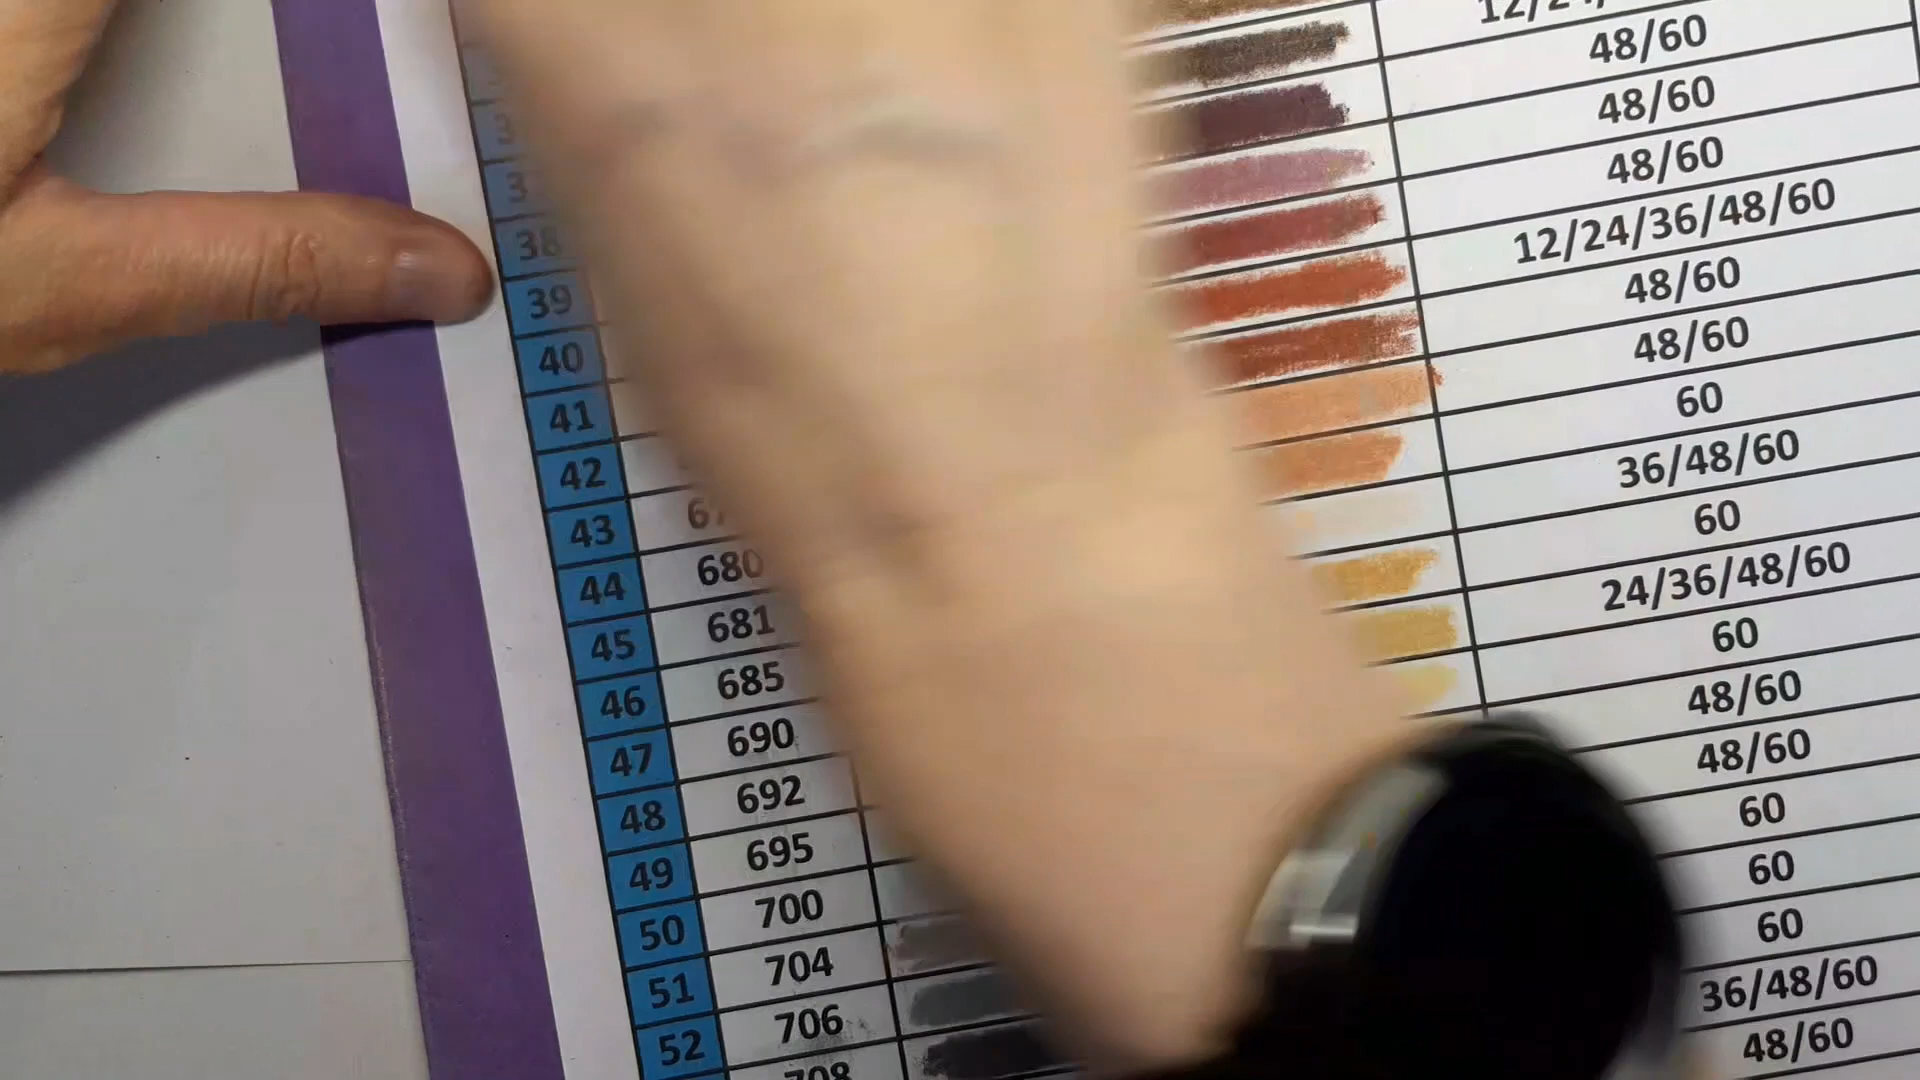 12/24/
48/60
48/60
48/60
38 12/24/36/48/60
39 48/60
40 48/60
41 60
42 36/48/60
43 60
44 680 24/36/48/60
45 681 60
46 685 48/60
47 690 48/60
48 692 60
49 695 60
50 700 60
51 704 36/48/60
52 706 48/60
708